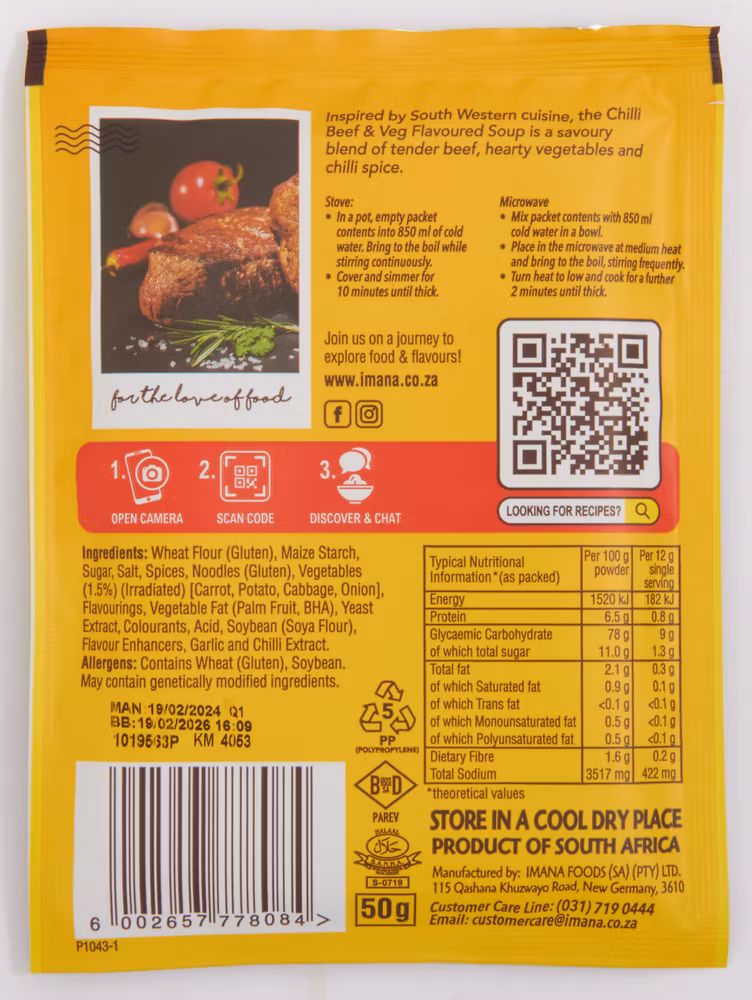 Inspired by South Western cuisine, the Chilli
Beef & Veg Flavoured Soup is a savoury
blend of tender beef, hearty vegetables and
chilli spice.
Stove:
• In a pot, empty packet
contents into 850 ml of cold
water. Bring to the boil while
stirring continuously.
• Cover and simmer for
10 minutes until thick.
Microwave
• Mix packet contents with 850 ml
cold water in a bowl.
• Place in the microwave at medium heat
and bring to the boil, stirring frequently.
• Turn heat to low and cook for a further
2 minutes until thick.
for the love of food
Join us on a journey to
explore food & flavours!
www.imana.co.za
1.
OPEN CAMERA
2.
SCAN CODE
3.
DISCOVER & CHAT
LOOKING FOR RECIPES?
Ingredients: Wheat Flour (Gluten), Maize Starch,
Sugar, Salt, Spices, Noodles (Gluten), Vegetables
(1.5%) (Irradiated) [Carrot, Potato, Cabbage, Onion],
Flavourings, Vegetable Fat (Palm Fruit, BHA), Yeast
Extract, Colourants, Acid, Soybean (Soya Flour),
Flavour Enhancers, Garlic and Chilli Extract.
Allergens: Contains Wheat (Gluten), Soybean.
May contain genetically modified ingredients.
MAN 19/02/2024 Q1
BB:19/02/2026 16:09
1019563P KM 4053
Typical Nutritional Information*(as packed) Per 100 g powder Per 12 g single serving
Energy 1520 kJ 182 kJ
Protein 6.5 g 0.8 g
Glycaemic Carbohydrate 78 g 9 g
of which total sugar 11.0 g 1.3 g
Total fat 2.1 g 0.3 g
of which Saturated fat 0.9 g 0.1 g
of which Trans fat <0.1 g <0.1 g
of which Monounsaturated fat 0.5 g <0.1 g
of which Polyunsaturated fat 0.5 g <0.1 g
Dietary Fibre 1.6 g 0.2 g
Total Sodium 3517 mg 422 mg
*theoretical values
5
PP
(POLYPROPYLENE)
B UOS SA D
PAREV
HALAAL
حلال
S.A.N.H.A.
S-0719
50g
STORE IN A COOL DRY PLACE
PRODUCT OF SOUTH AFRICA
Manufactured by: IMANA FOODS (SA) (PTY) LTD.
115 Qashana Khuzwayo Road, New Germany, 3610
Customer Care Line: (031) 719 0444
Email: customercare@imana.co.za
6 002657 778084 >
P1043-1